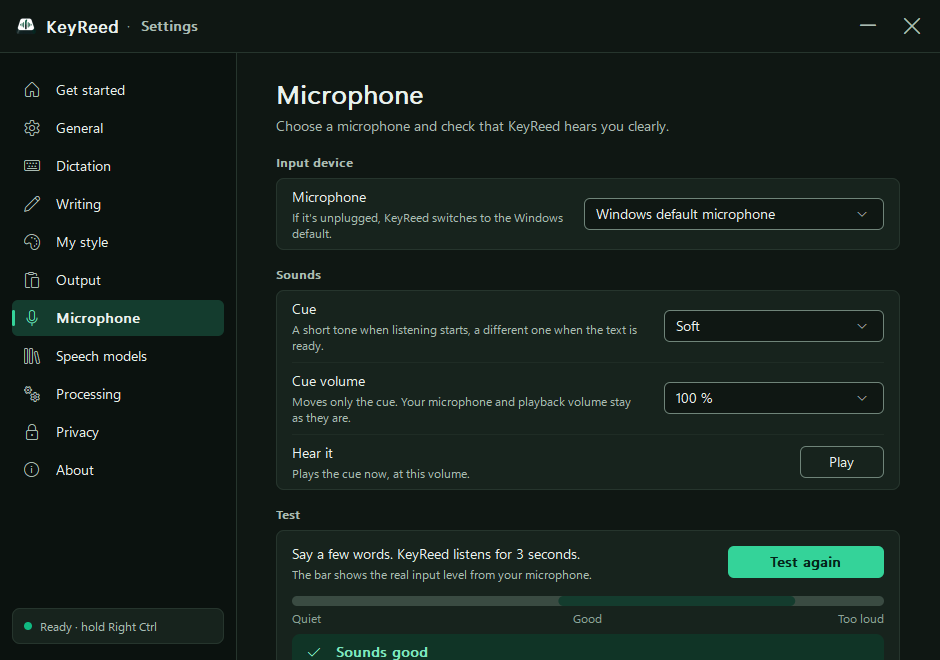 KeyReed · Settings
Get started
General
Dictation
Writing
My style
Output
Microphone
Speech models
Processing
Privacy
About
Ready · hold Right Ctrl
Microphone
Choose a microphone and check that KeyReed hears you clearly.
Input device
Microphone
If it's unplugged, KeyReed switches to the Windows
default.
Windows default microphone
Sounds
Cue
A short tone when listening starts, a different one when the text is
ready.
Soft
Cue volume
Moves only the cue. Your microphone and playback volume stay
as they are.
100 %
Hear it
Plays the cue now, at this volume.
Play
Test
Say a few words. KeyReed listens for 3 seconds.
The bar shows the real input level from your microphone.
Test again
Quiet
Good
Too loud
Sounds good